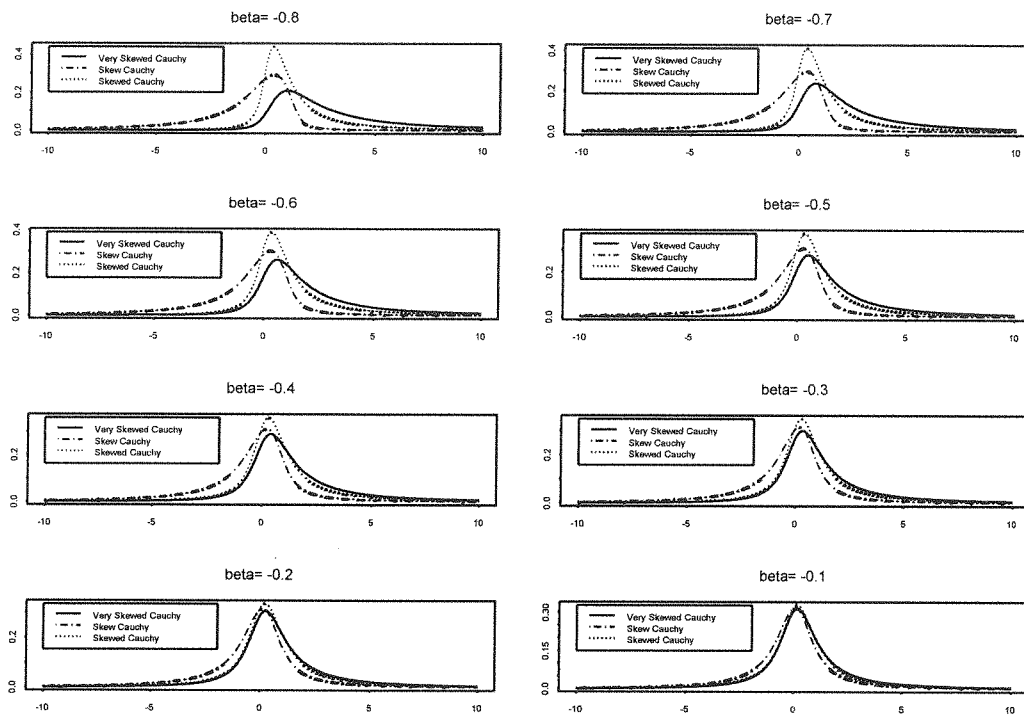 beta= -0.8
Very Skewed Cauchy
Skew Cauchy
Skewed Cauchy
0.4
0.2
0.0
-10
-5
0
5
10
beta= -0.7
Very Skewed Cauchy
Skew Cauchy
Skewed Cauchy
0.4
0.2
0.0
-10
-5
0
5
10
beta= -0.6
Very Skewed Cauchy
Skew Cauchy
Skewed Cauchy
0.4
0.2
0.0
-10
-5
0
5
10
beta= -0.5
Very Skewed Cauchy
Skew Cauchy
Skewed Cauchy
0.2
0.0
-10
-5
0
5
10
beta= -0.4
Very Skewed Cauchy
Skew Cauchy
Skewed Cauchy
0.2
0.0
-10
-5
0
5
10
beta= -0.3
Very Skewed Cauchy
Skew Cauchy
Skewed Cauchy
0.2
0.0
-10
-5
0
5
10
beta= -0.2
Very Skewed Cauchy
Skew Cauchy
Skewed Cauchy
0.2
0.0
-10
-5
0
5
10
beta= -0.1
Very Skewed Cauchy
Skew Cauchy
Skewed Cauchy
0.30
0.15
0.0
-10
-5
0
5
10